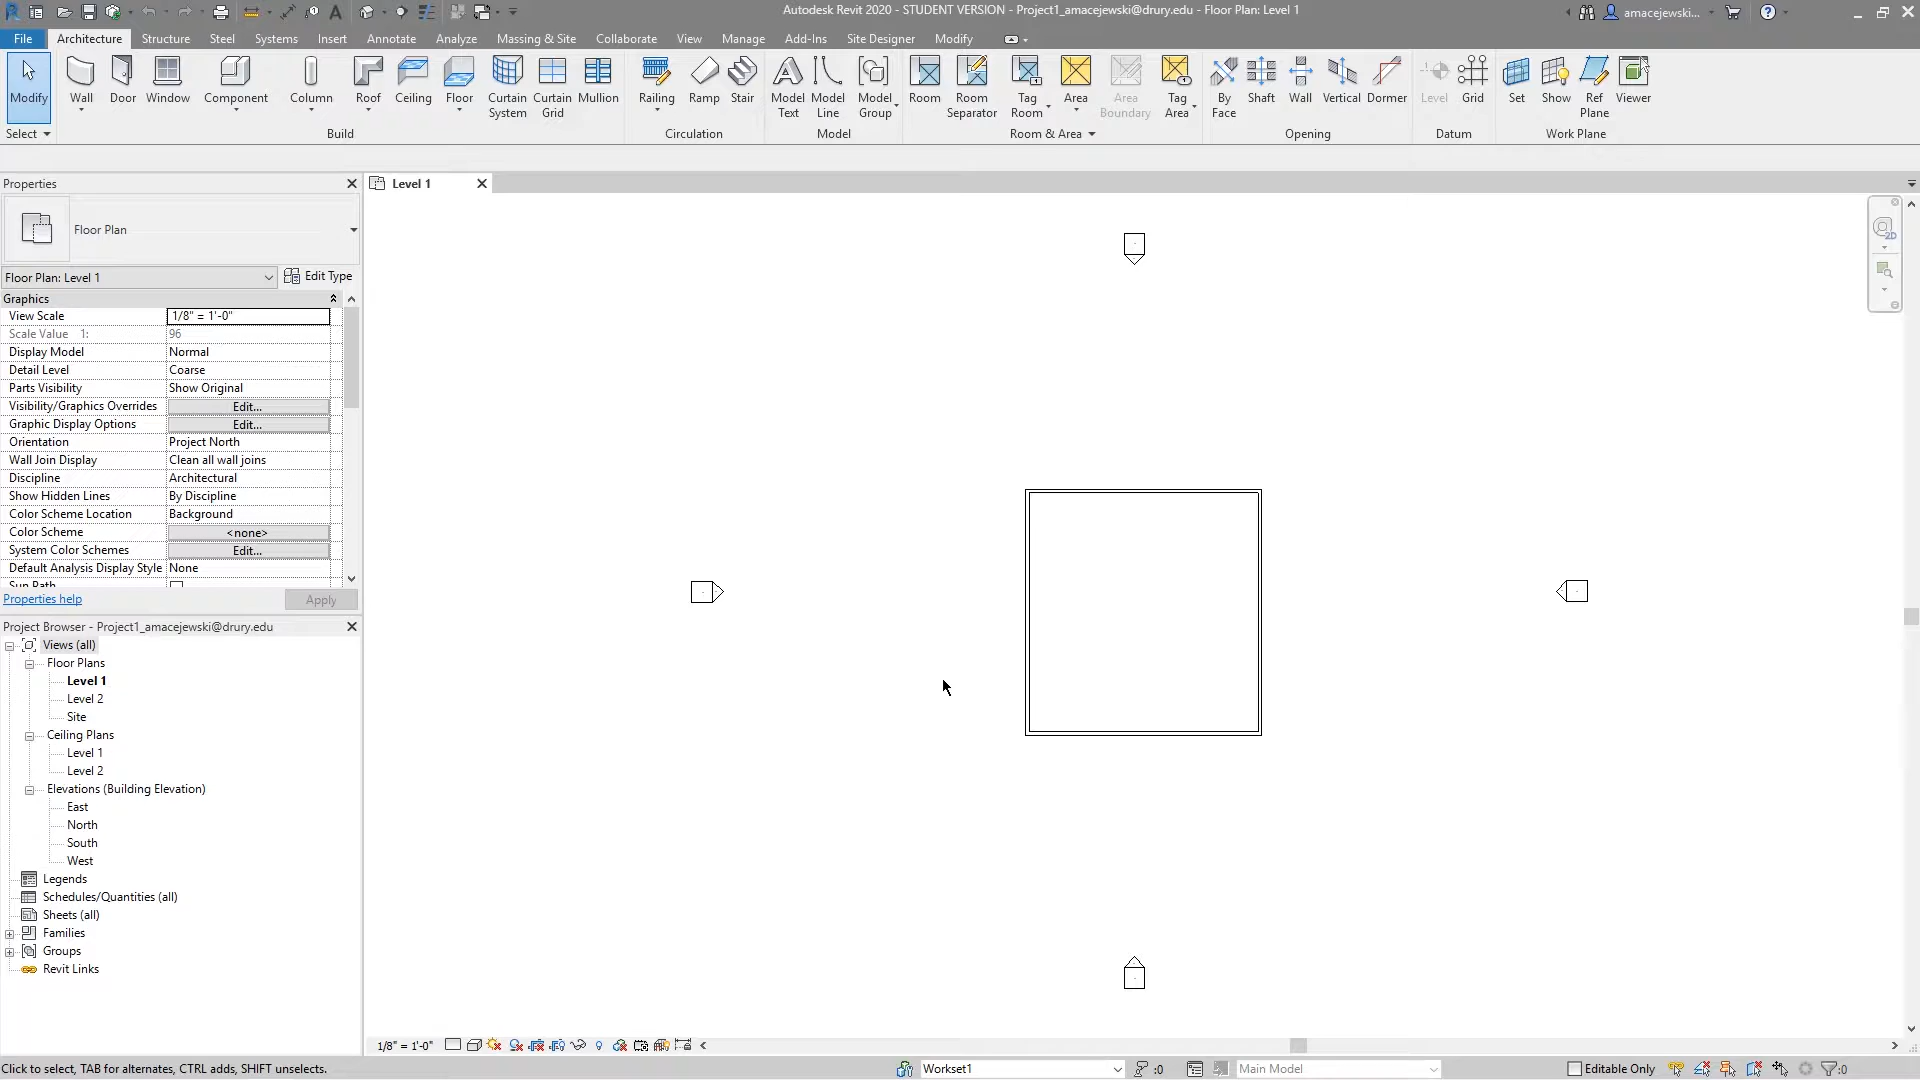 Autodesk Revit 2020 - STUDENT VERSION - Project1_amacejewski@drury.edu - Floor Plan: Level 1
amacejewski...
File Architecture Structure Steel Systems Insert Annotate Analyze Massing & Site Collaborate View Manage Add-Ins Site Designer Modify
Modify Wall Door Window Component Column Roof Ceiling Floor Curtain System Curtain Grid Mullion Railing Ramp Stair Model Text Model Line Model Group Room Room Separator Tag Room Area Area Boundary Tag Area By Face Shaft Wall Vertical Dormer Level Grid Set Show Ref Plane Viewer
Select Build Circulation Model Room & Area Opening Datum Work Plane
Properties
Level 1
Floor Plan
Floor Plan: Level 1 Edit Type
Graphics
View Scale 1/8" = 1'-0"
Scale Value 1: 96
Display Model Normal
Detail Level Coarse
Parts Visibility Show Original
Visibility/Graphics Overrides Edit...
Graphic Display Options Edit...
Orientation Project North
Wall Join Display Clean all wall joins
Discipline Architectural
Show Hidden Lines By Discipline
Color Scheme Location Background
Color Scheme <none>
System Color Schemes Edit...
Default Analysis Display Style None
Sun Path
Properties help Apply
Project Browser - Project1_amacejewski@drury.edu
Views (all)
Floor Plans
Level 1
Level 2
Site
Ceiling Plans
Level 1
Level 2
Elevations (Building Elevation)
East
North
South
West
Legends
Schedules/Quantities (all)
Sheets (all)
Families
Groups
Revit Links
1/8" = 1'-0"
Click to select, TAB for alternates, CTRL adds, SHIFT unselects. Workset1 :0 Main Model Editable Only :0